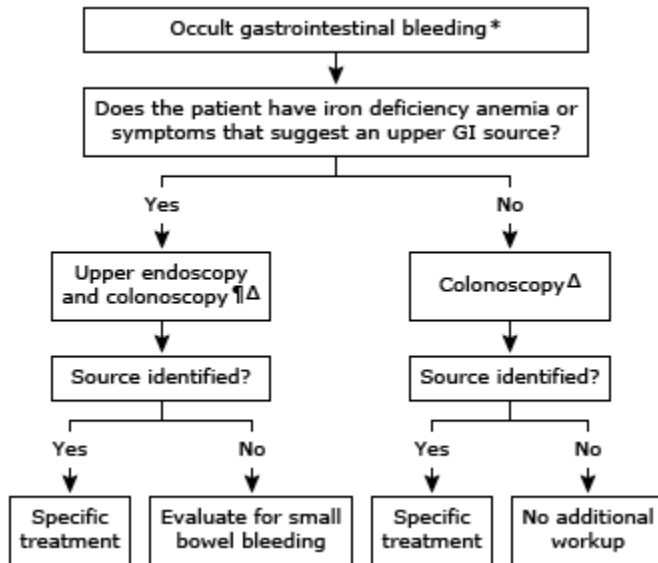 Occult gastrointestinal bleeding*
Does the patient have iron deficiency anemia or
symptoms that suggest an upper GI source?
Yes
No
Upper endoscopy
and colonoscopy¶Δ
ColonoscopyΔ
Source identified?
Source identified?
Yes
No
Yes
No
Specific
treatment
Evaluate for small
bowel bleeding
Specific
treatment
No additional
workup